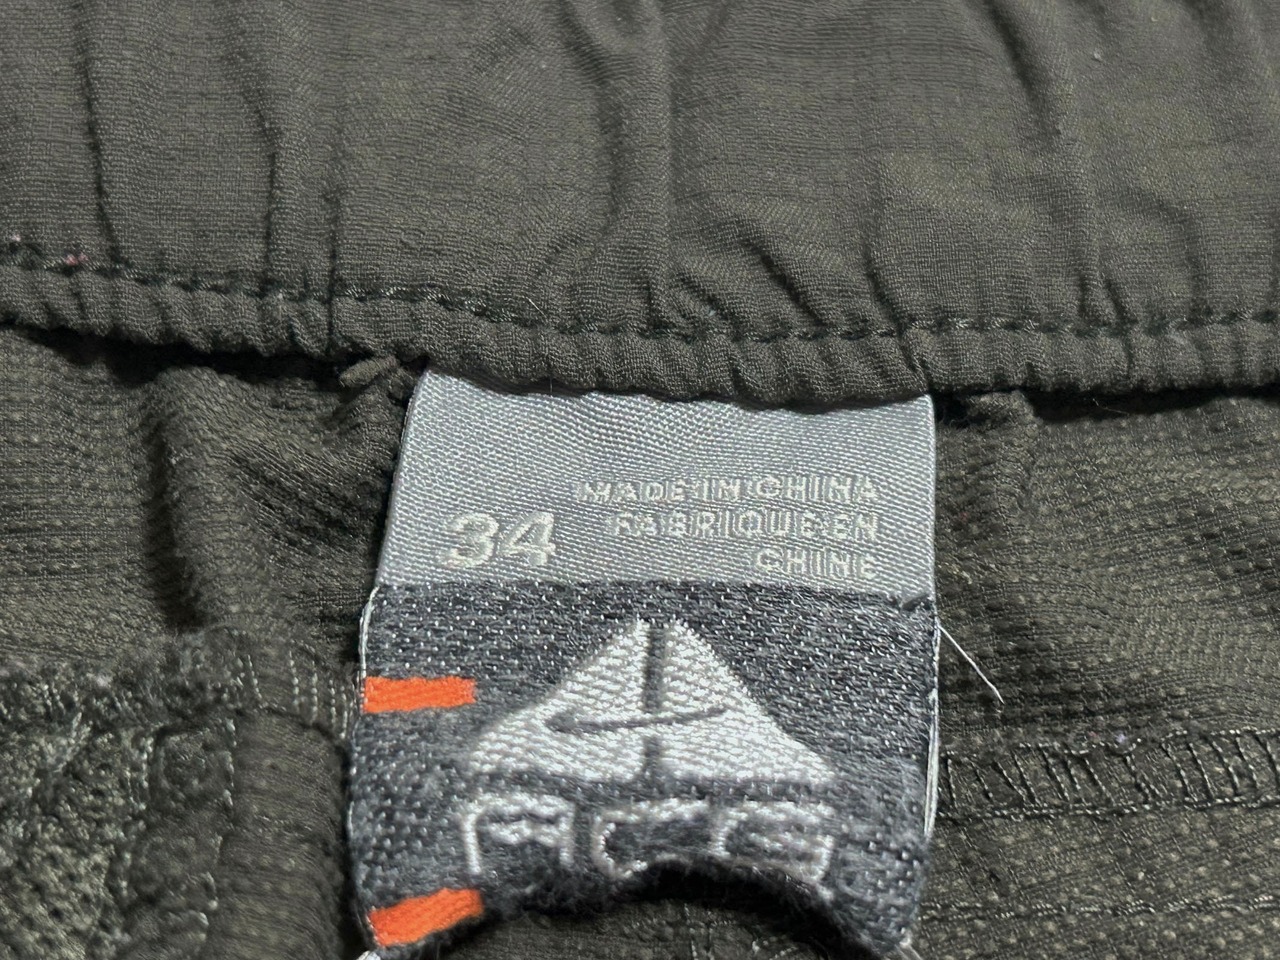 34
MADE IN CHINA
FABRIQUE EN
CHINE
ACG